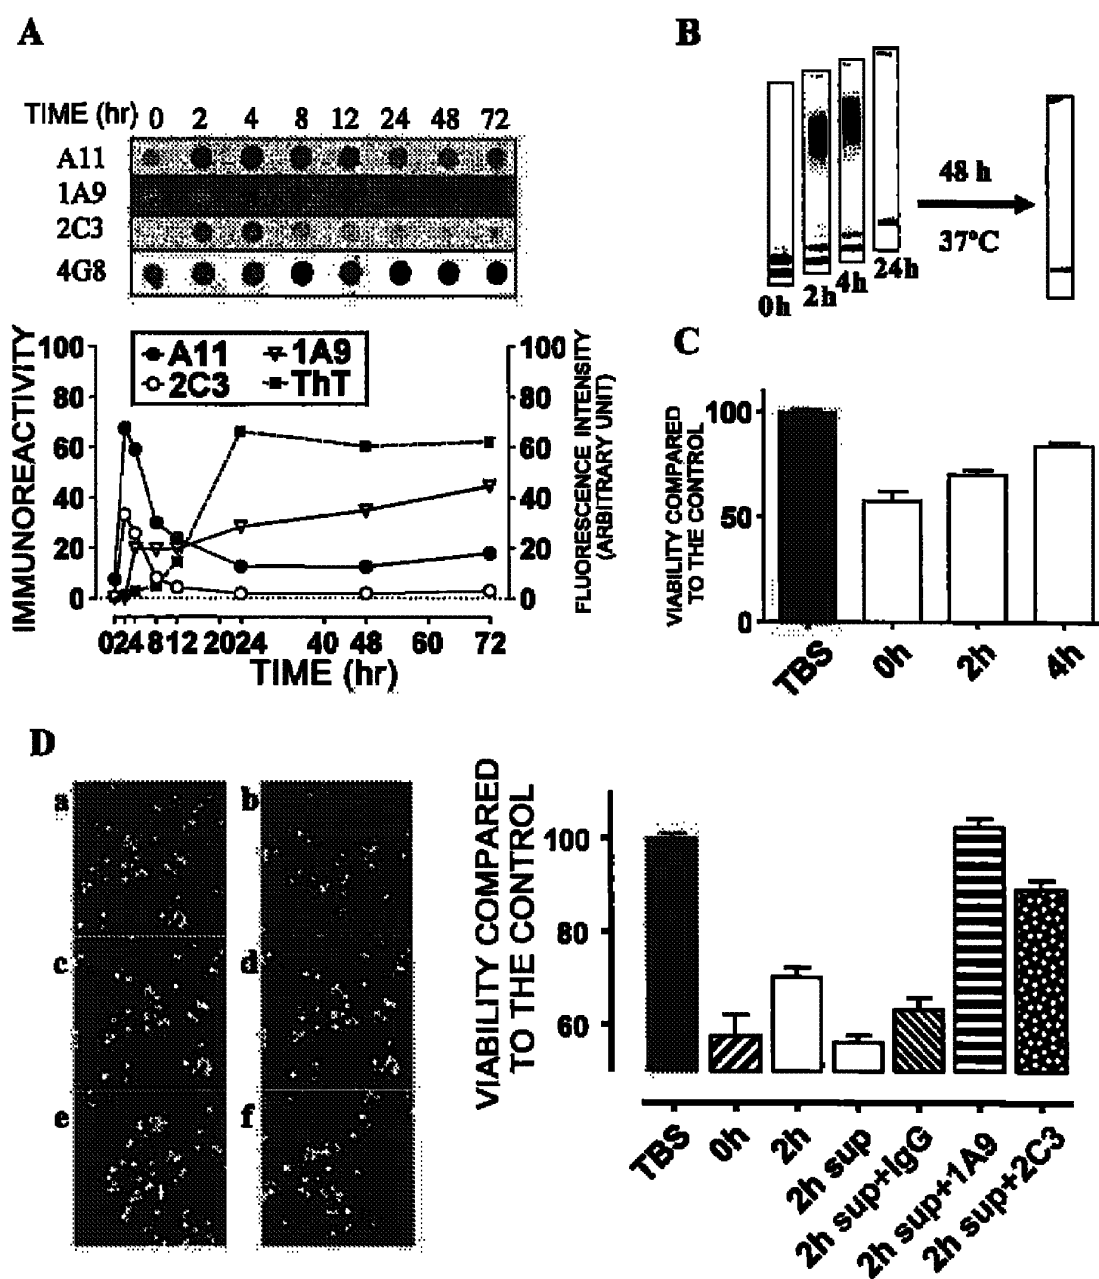 A
TIME (hr) 0 2 4 8 12 24 48 72
A11
1A9
2C3
4G8
IMMUNOREACTIVITY
100
80
60
40
20
0
A11
1A9
2C3
ThT
100
80
60
40
20
0
FLUORESCENCE INTENSITY
(ARBITRARY UNIT)
0 2 4 8 12 20 24 40 48 60 72
TIME (hr)
B
0h
2h
4h
24h
48 h
37°C
C
VIABILITY COMPARED
TO THE CONTROL
100
50
0
TBS
0h
2h
4h
D
a
b
c
d
e
f
VIABILITY COMPARED
TO THE CONTROL
100
80
60
TBS
0h
2h
2h sup
2h sup+IgG
2h sup+1A9
2h sup+2C3